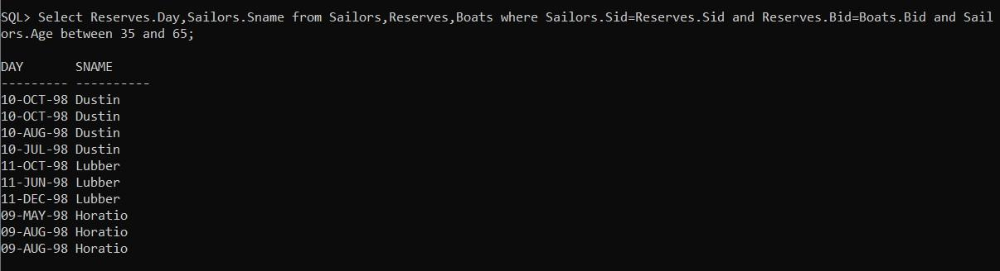 SQL> Select Reserves.Day,Sailors.Sname from Sailors,Reserves,Boats where Sailors.Sid=Reserves.Sid and Reserves.Bid=Boats.Bid and Sail
ors.Age between 35 and 65;
DAY       SNAME
--------- ----------
10-OCT-98 Dustin
10-OCT-98 Dustin
10-AUG-98 Dustin
10-JUL-98 Dustin
11-OCT-98 Lubber
11-JUN-98 Lubber
11-DEC-98 Lubber
09-MAY-98 Horatio
09-AUG-98 Horatio
09-AUG-98 Horatio